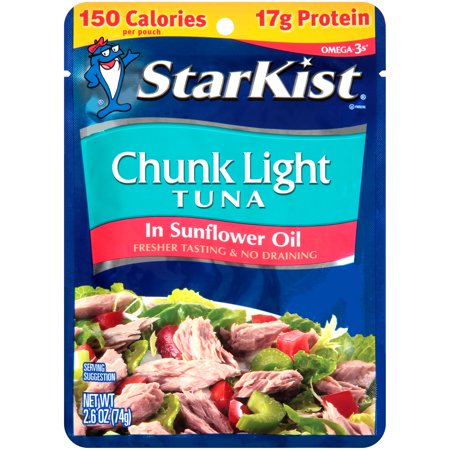 150 Calories
per pouch
17g Protein
OMEGA-3s
StarKist®
Chunk Light
TUNA
In Sunflower Oil
FRESHER TASTING & NO DRAINING
SERVING
SUGGESTION
NET WT
2.6 OZ (74g)